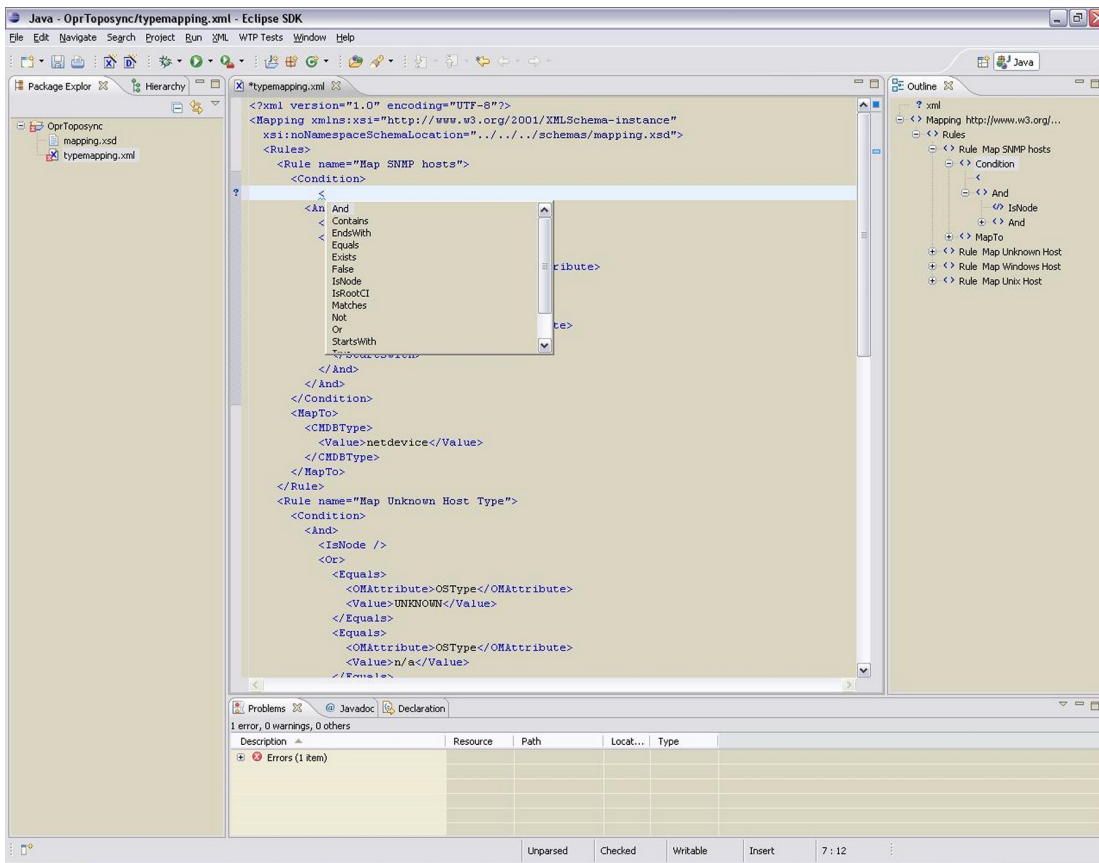 Java - OprToposync/typemapping.xml - Eclipse SDK
File Edit Navigate Search Project Run XML WTP Tests Window Help
Java
Package Explor
Hierarchy
OprToposync
mapping.xsd
typemapping.xml
*typemapping.xml
<?xml version="1.0" encoding="UTF-8"?>
<Mapping xmlns:xsi="http://www.w3.org/2001/XMLSchema-instance"
xsi:noNamespaceSchemaLocation="../../../schemas/mapping.xsd">
<Rules>
<Rule name="Map SNMP hosts">
<Condition>
<
<An
<
<
And
Contains
EndsWith
Equals
Exists
False
IsNode
IsRootCI
Matches
Not
Or
StartsWith
ribute>
te>
</And>
</And>
</Condition>
<MapTo>
<CMDBType>
<Value>netdevice</Value>
</CMDBType>
</MapTo>
</Rule>
<Rule name="Map Unknown Host Type">
<Condition>
<And>
<IsNode />
<Or>
<Equals>
<OMAttribute>OSType</OMAttribute>
<Value>UNKNOWN</Value>
</Equals>
<Equals>
<OMAttribute>OSType</OMAttribute>
<Value>n/a</Value>
</Equals>
Outline
? xml
Mapping http://www.w3.org/...
Rules
Rule Map SNMP hosts
Condition
<
And
IsNode
And
MapTo
Rule Map Unknown Host
Rule Map Windows Host
Rule Map Unix Host
Problems
Javadoc
Declaration
1 error, 0 warnings, 0 others
Description Resource Path Locat... Type
Errors (1 item)
Unparsed Checked Writable Insert 7 : 12